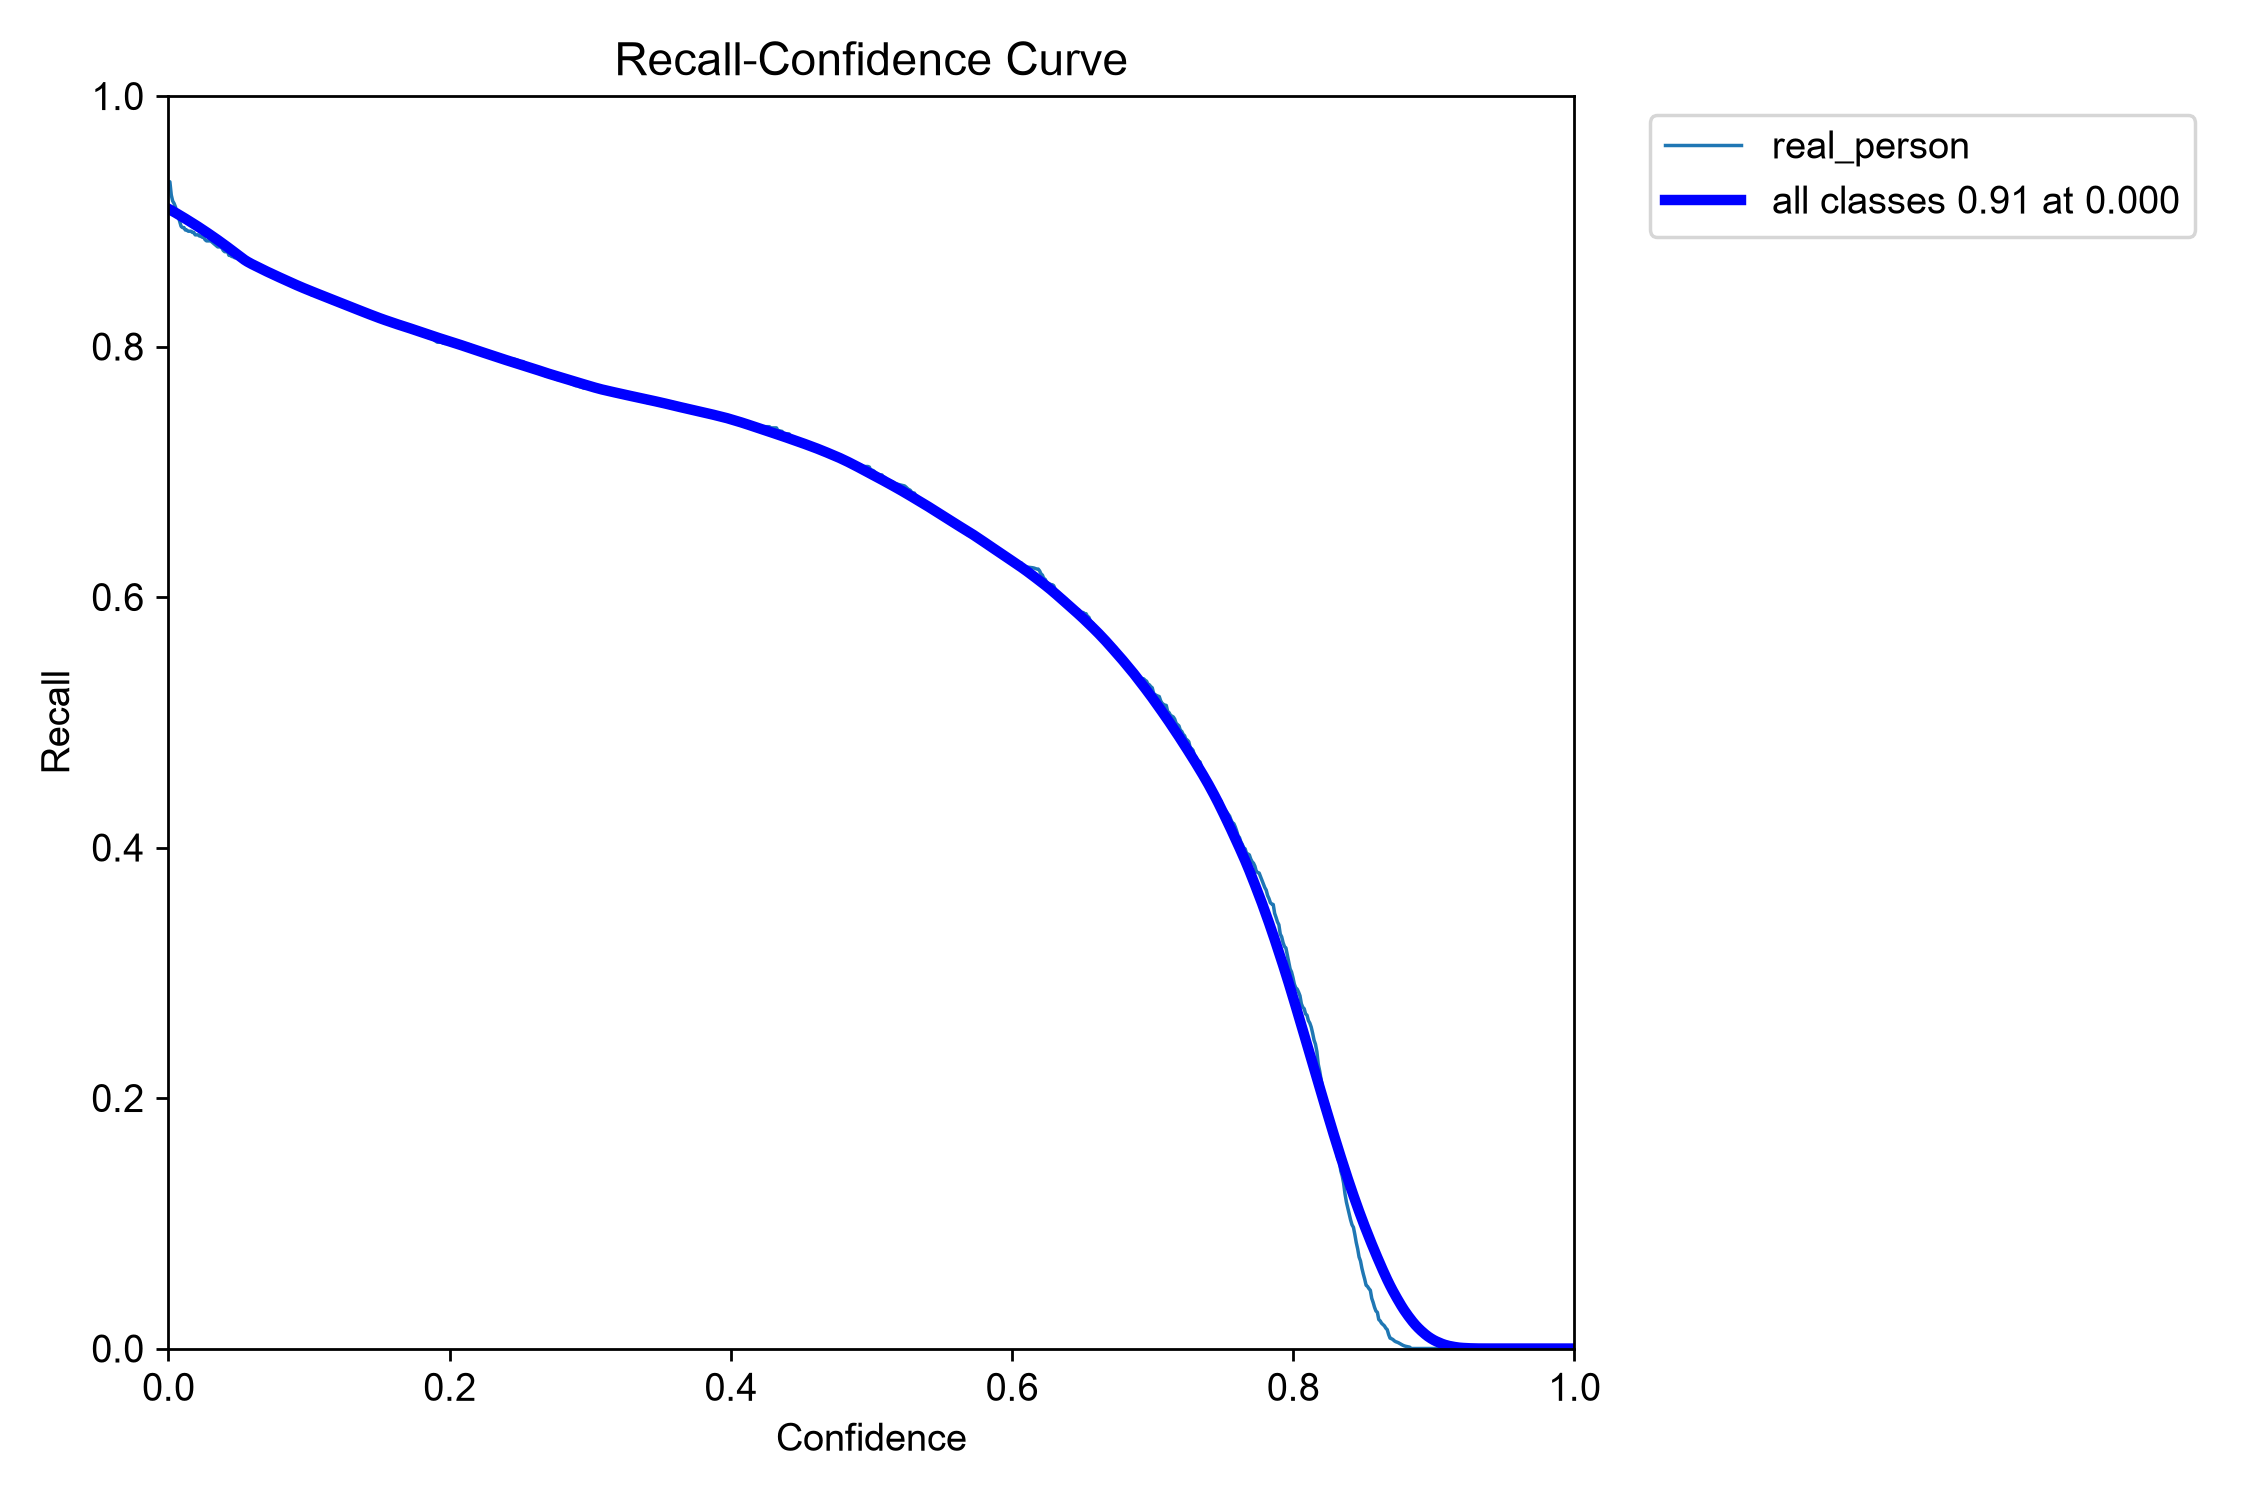 Recall-Confidence Curve
real_person
all classes 0.91 at 0.000
1.0
0.8
0.6
0.4
0.2
0.0
Recall
0.0 0.2 0.4 0.6 0.8 1.0
Confidence